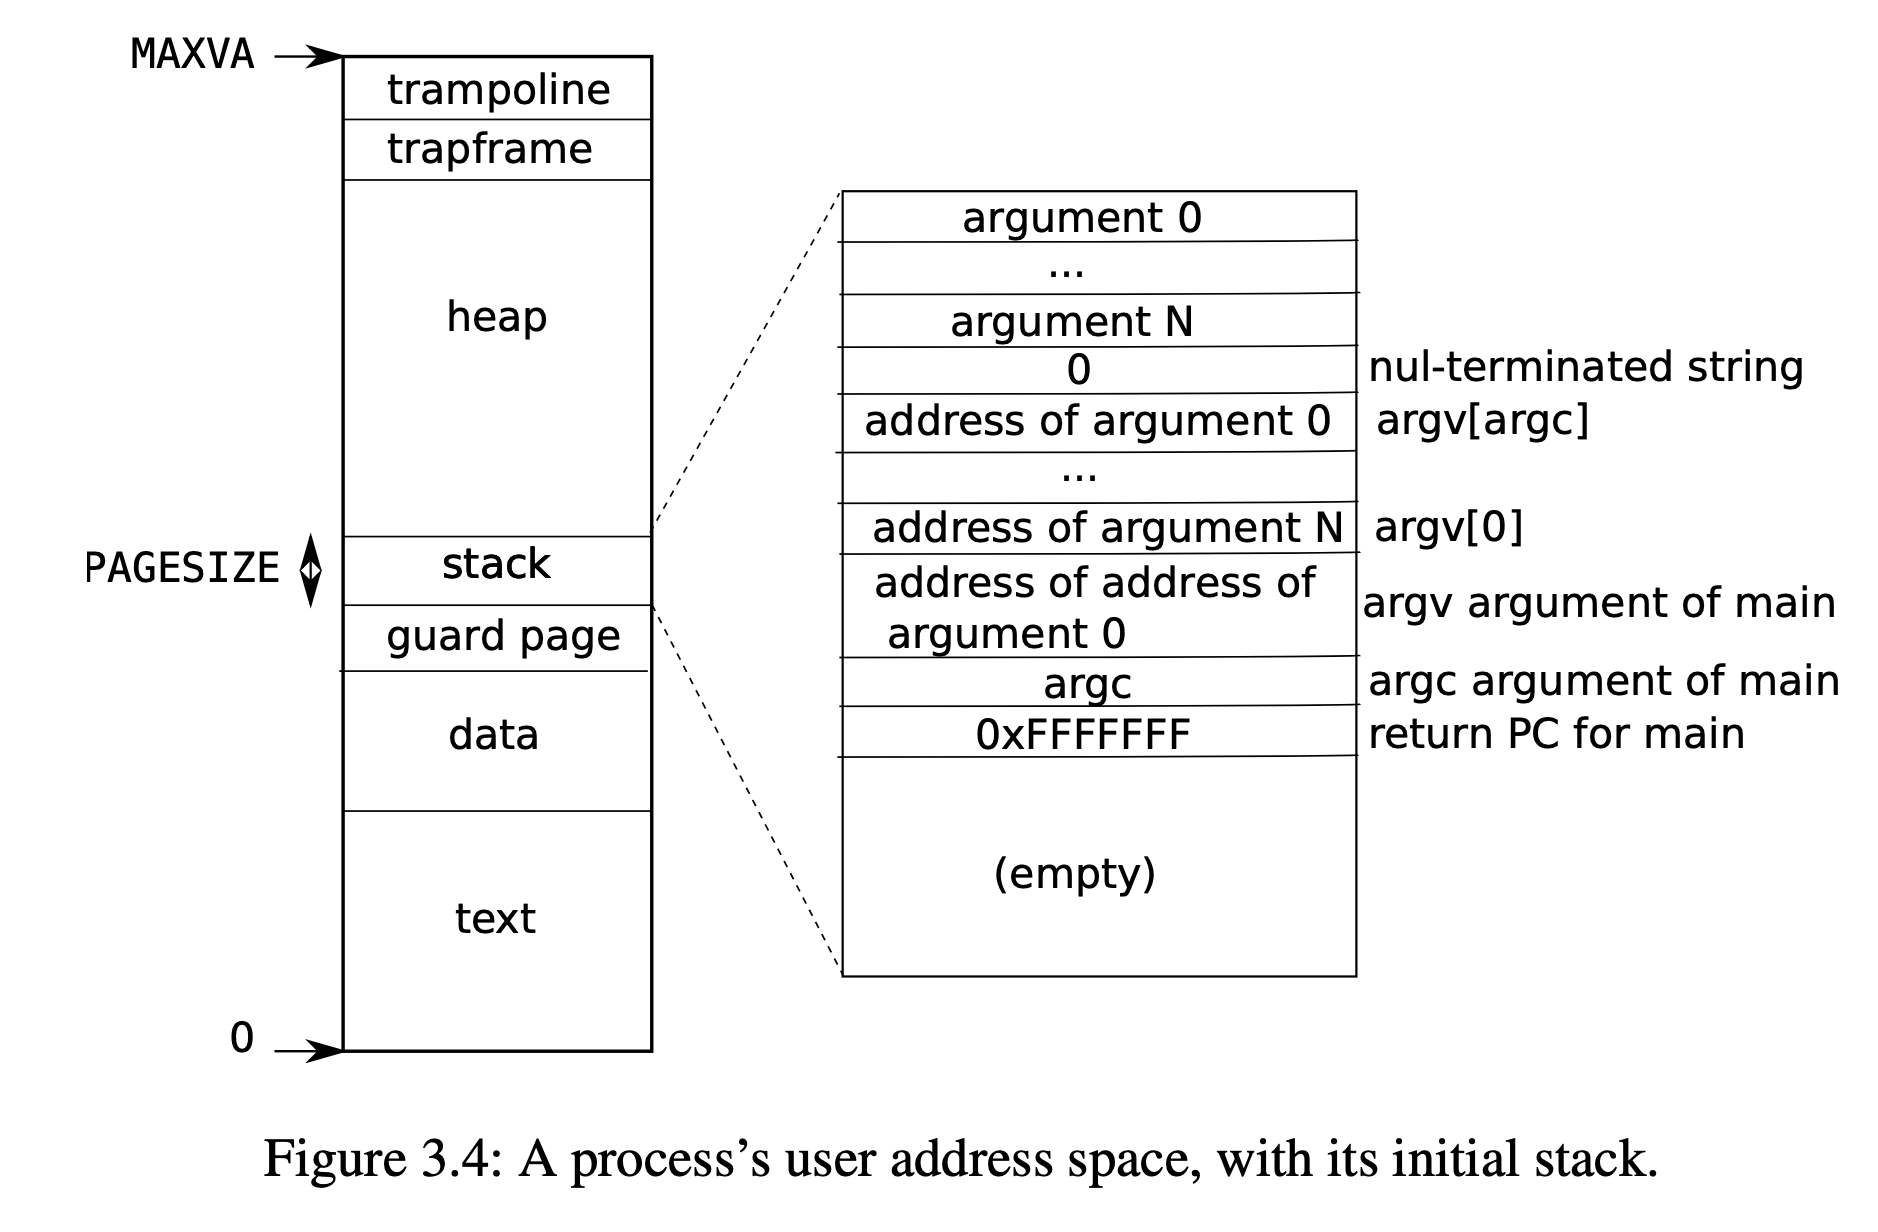 MAXVA
trampoline
trapframe
heap
PAGESIZE
stack
guard page
data
text
0
argument 0
...
argument N
0
nul-terminated string
address of argument 0
argv[argc]
...
address of argument N
argv[0]
address of address of
argument 0
argv argument of main
argc
argc argument of main
0xFFFFFFF
return PC for main
(empty)
Figure 3.4: A process’s user address space, with its initial stack.